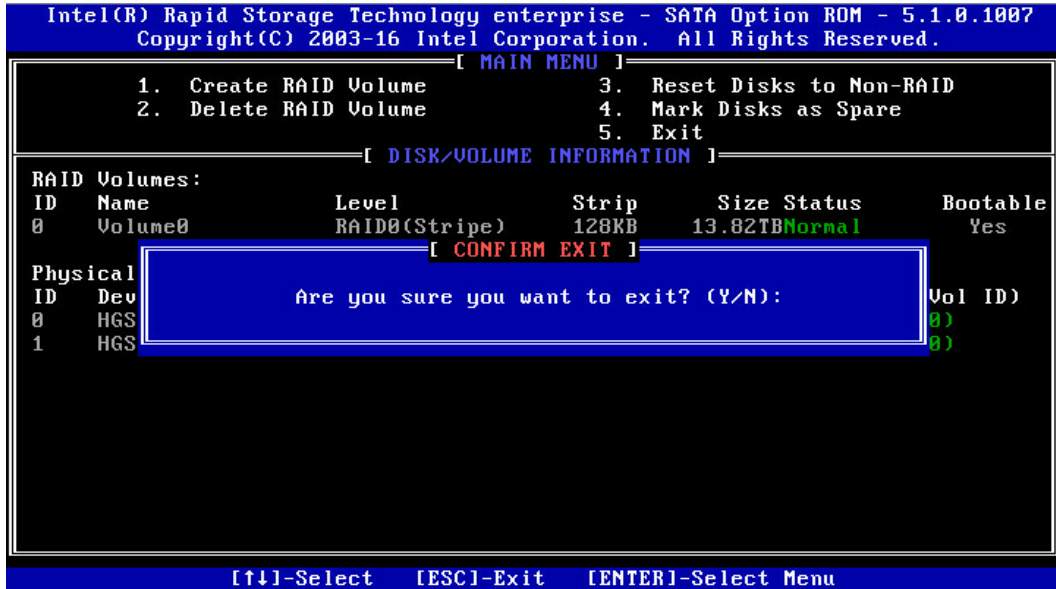 Intel(R) Rapid Storage Technology enterprise - SATA Option ROM - 5.1.0.1007
Copyright(C) 2003-16 Intel Corporation. All Rights Reserved.
[ MAIN MENU ]
1. Create RAID Volume 3. Reset Disks to Non-RAID
2. Delete RAID Volume 4. Mark Disks as Spare
5. Exit
[ DISK/VOLUME INFORMATION ]
RAID Volumes:
ID Name Level Strip Size Status Bootable
0 Volume0 RAID0(Stripe) 128KB 13.82TB Normal Yes
[ CONFIRM EXIT ]
Physical
Are you sure you want to exit? (Y/N):
ID Dev Vol ID)
0 HGS 0)
1 HGS 0)
[↑↓]-Select [ESC]-Exit [ENTER]-Select Menu